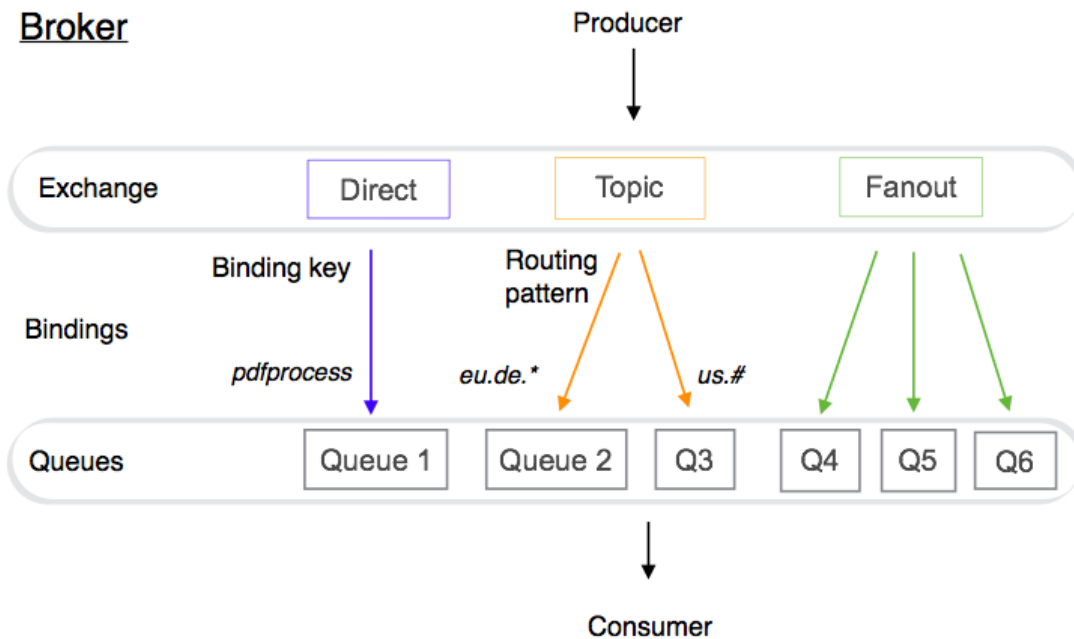 Broker
Producer
Exchange
Direct
Topic
Fanout
Binding key
Routing
pattern
Bindings
pdfprocess
eu.de.*
us.#
Queues
Queue 1
Queue 2
Q3
Q4
Q5
Q6
Consumer